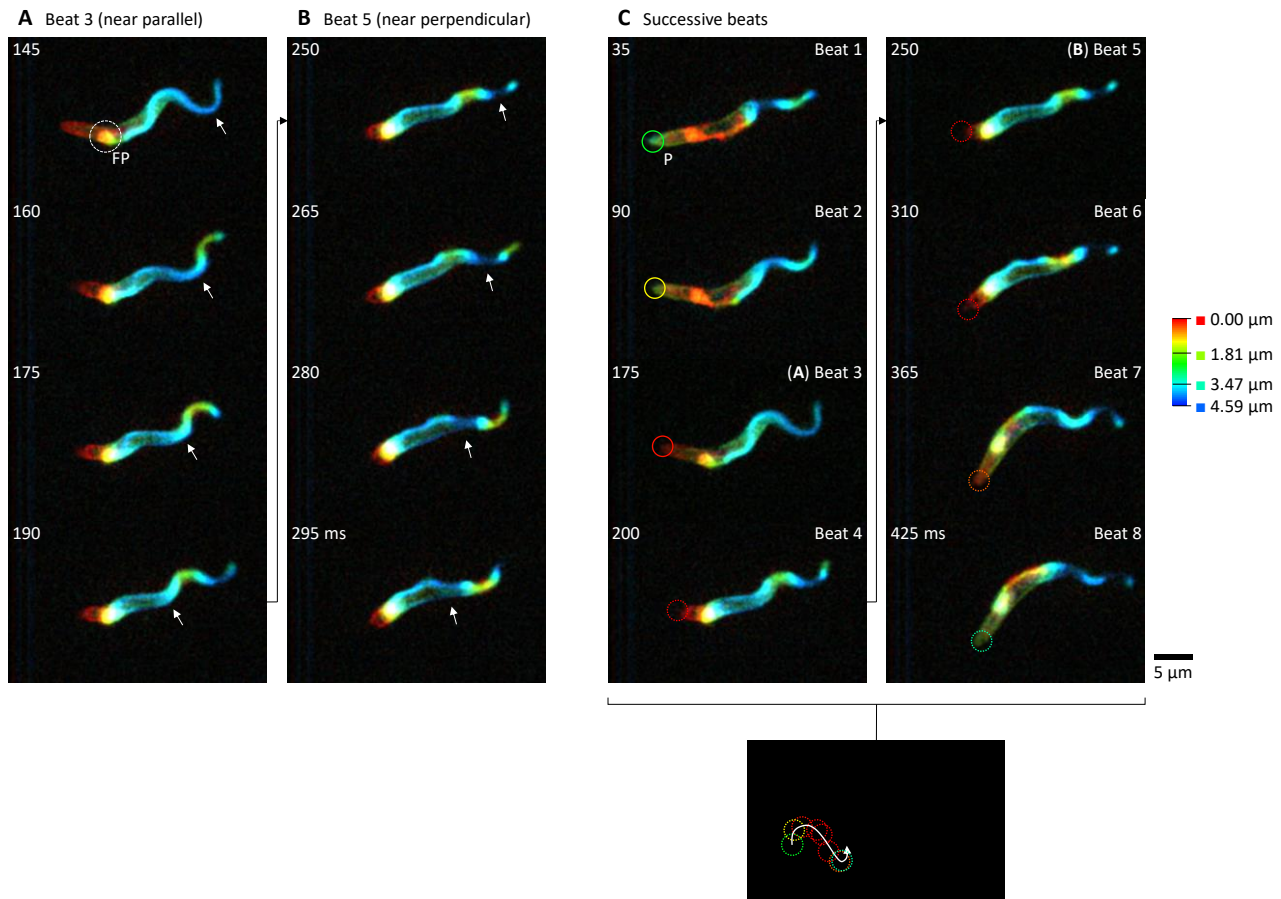 A Beat 3 (near parallel)
145
FP
160
175
190
B Beat 5 (near perpendicular)
250
265
280
295 ms
C Successive beats
35 Beat 1
P
90 Beat 2
175 (A) Beat 3
200 Beat 4
250 (B) Beat 5
310 Beat 6
365 Beat 7
425 ms Beat 8
0.00 µm
1.81 µm
3.47 µm
4.59 µm
5 µm